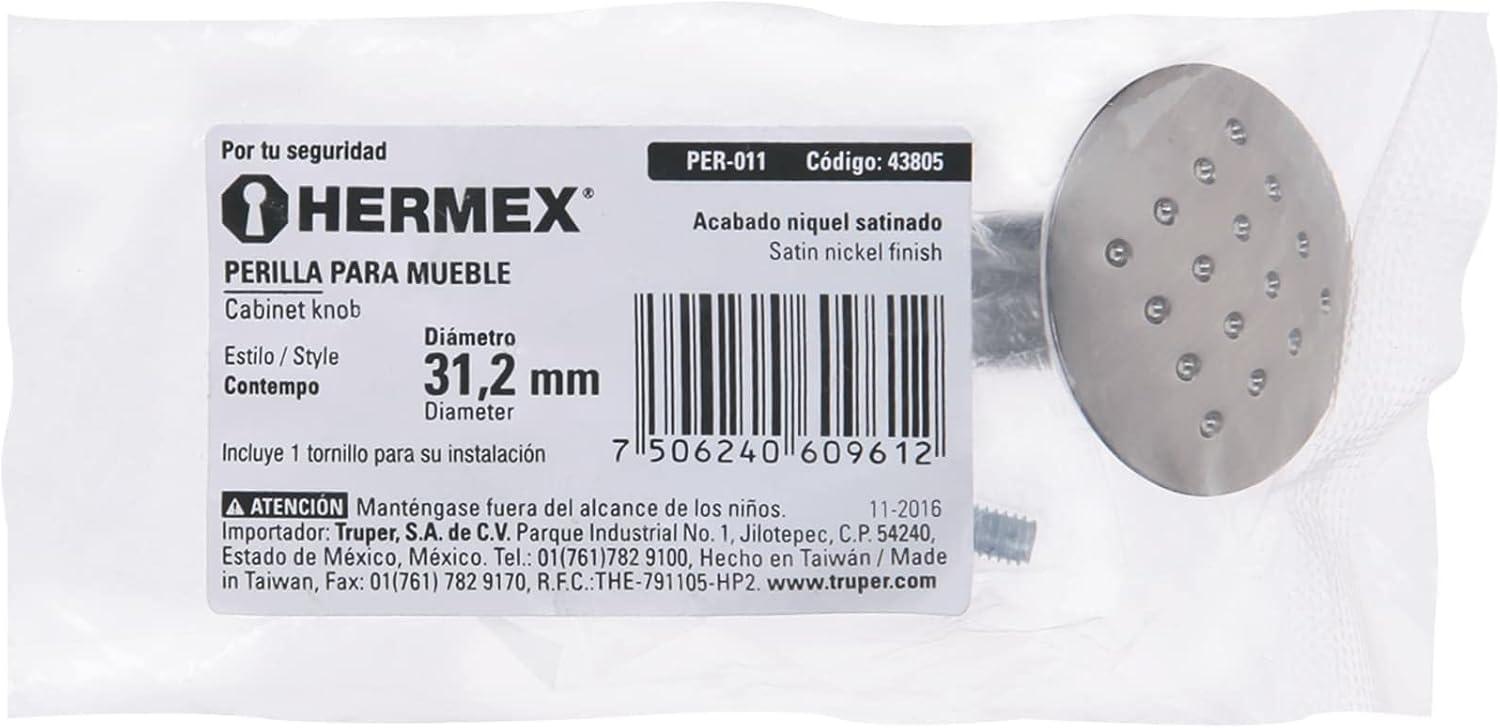 Por tu seguridad
HERMEX®
PERILLA PARA MUEBLE
Cabinet knob
Estilo / Style
Contempo
Diámetro
31,2 mm
Diameter
Incluye 1 tornillo para su instalación
PER-011 Código: 43805
Acabado niquel satinado
Satin nickel finish
7 506240 609612
ATENCIÓN Manténgase fuera del alcance de los niños. 11-2016
Importador: Truper, S.A. de C.V. Parque Industrial No. 1, Jilotepec, C.P. 54240,
Estado de México, México. Tel.: 01(761)782 9100, Hecho en Taiwán / Made
in Taiwan, Fax: 01(761) 782 9170, R.F.C.:THE-791105-HP2. www.truper.com